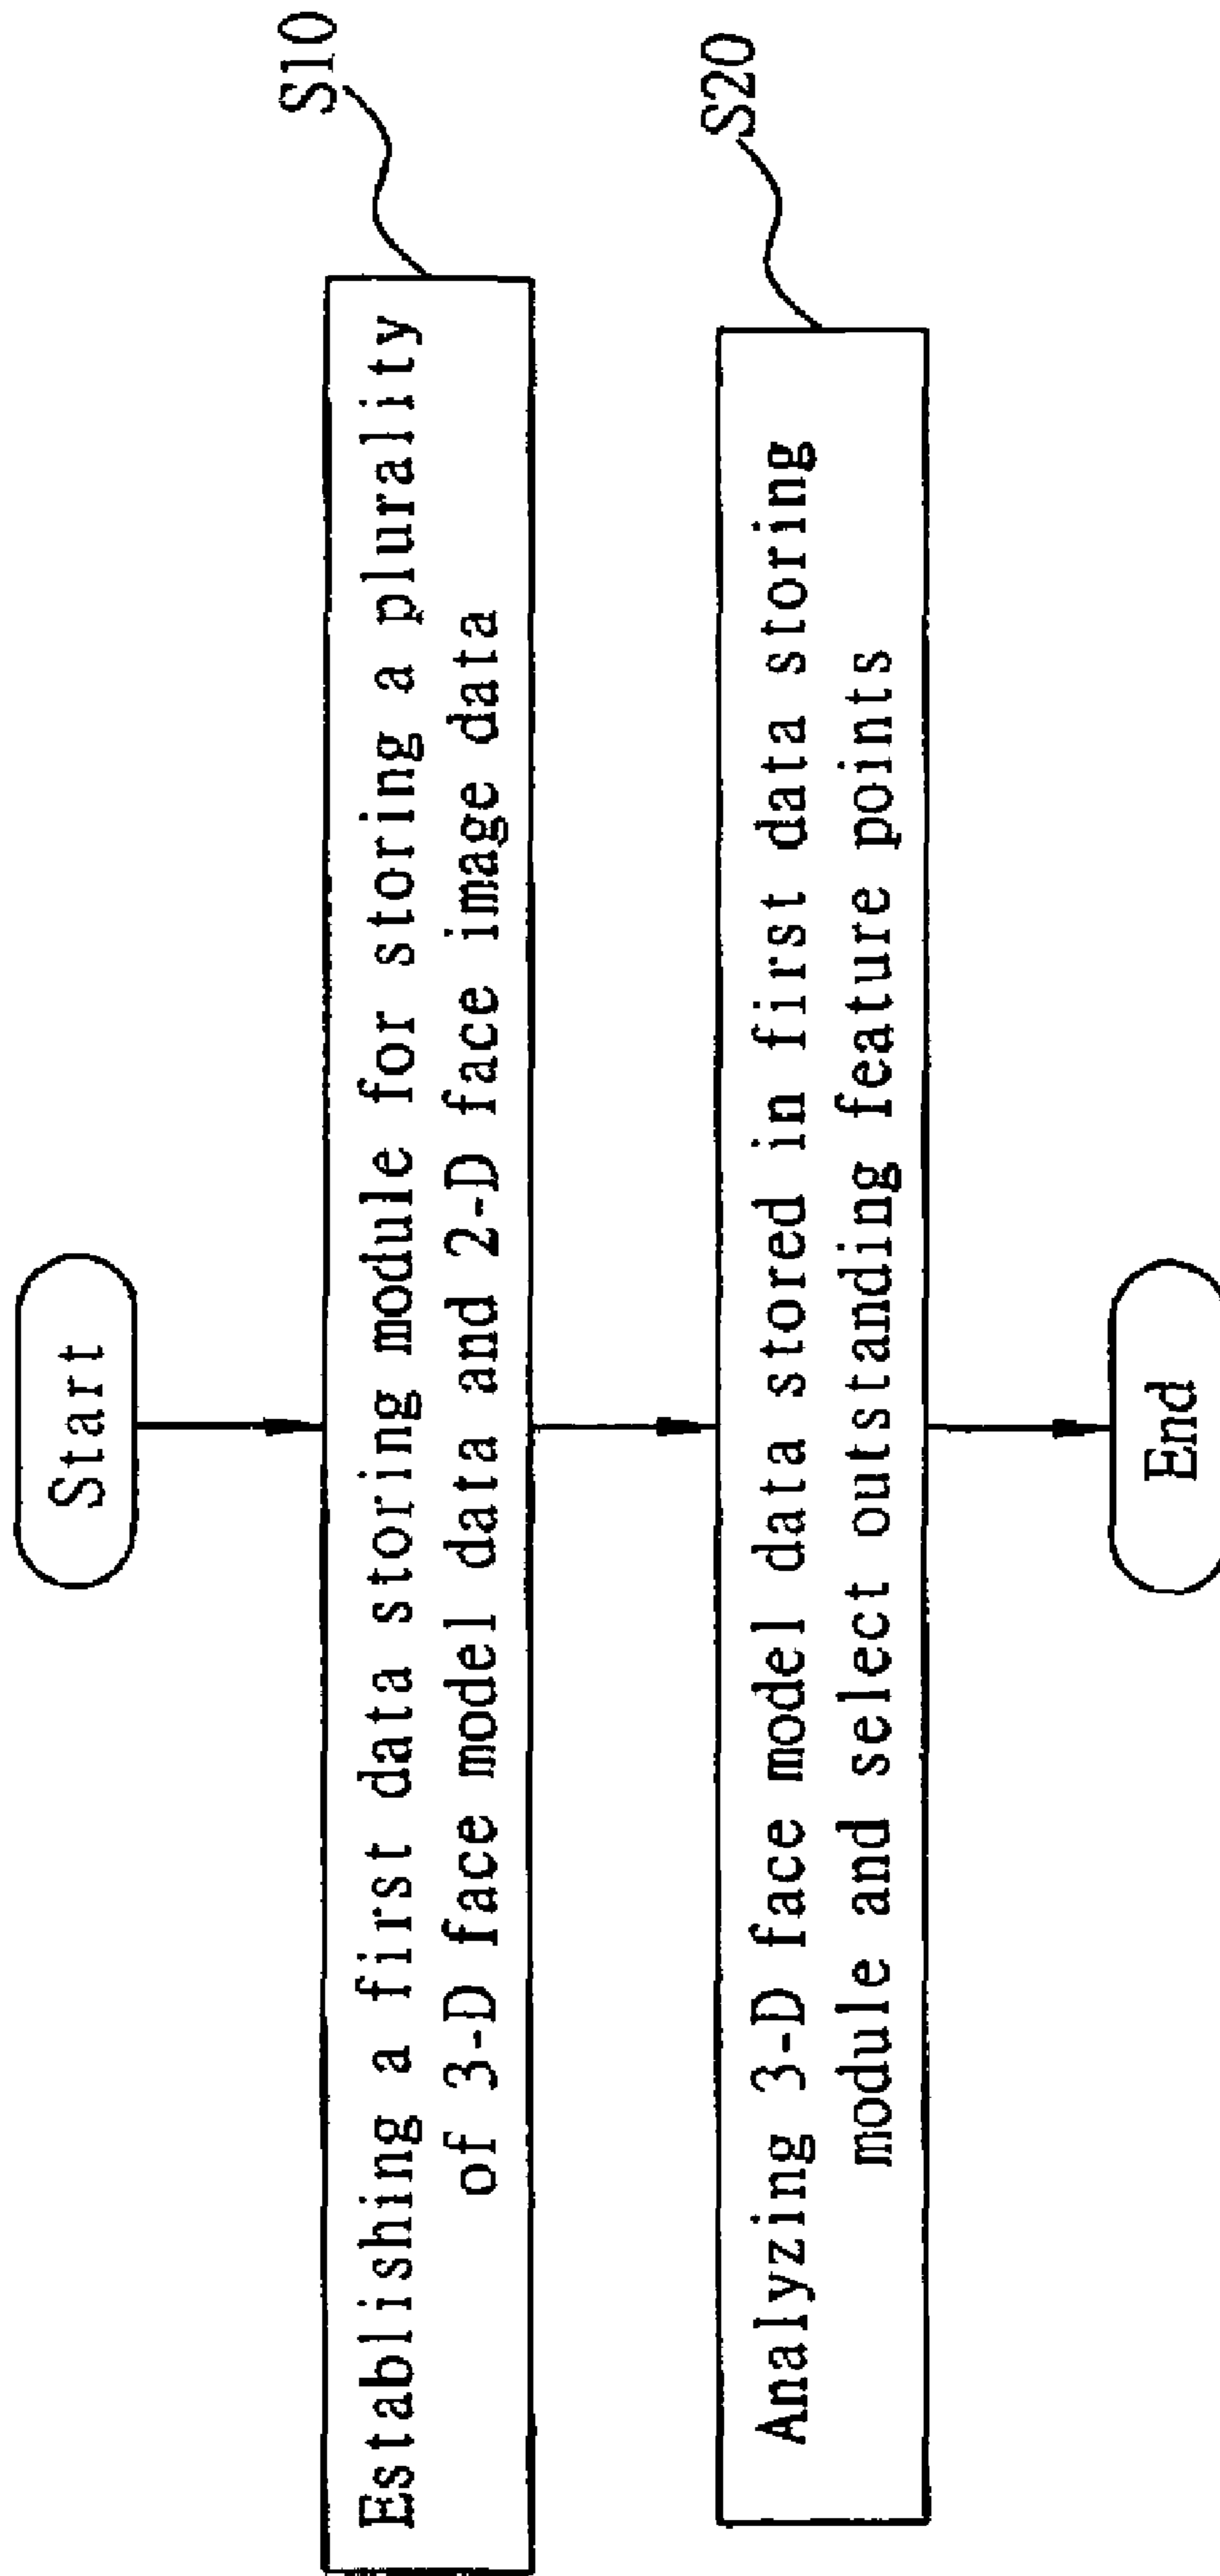 Start
S10
Establishing a first data storing module for storing a plurality
of 3-D face model data and 2-D face image data
S20
Analyzing 3-D face model data stored in first data storing
module and select outstanding feature points
End